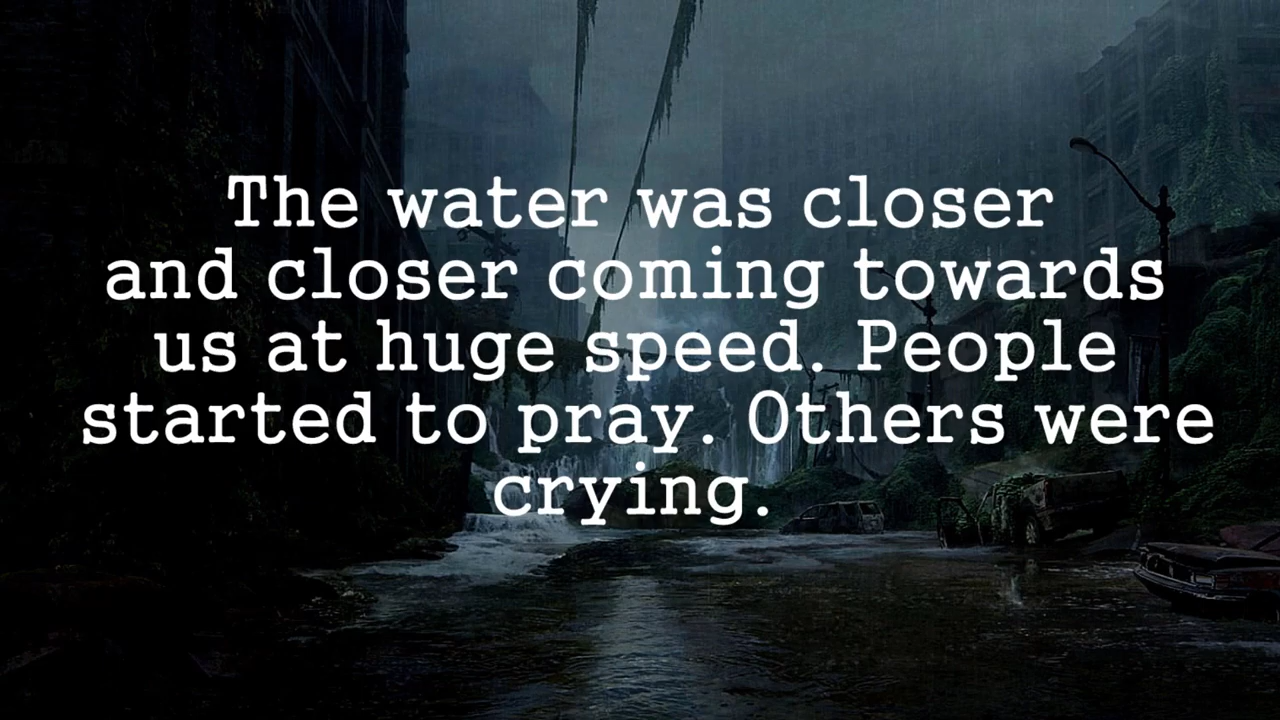 The water was closer
and closer coming towards
us at huge speed. People
started to pray. Others were
crying.